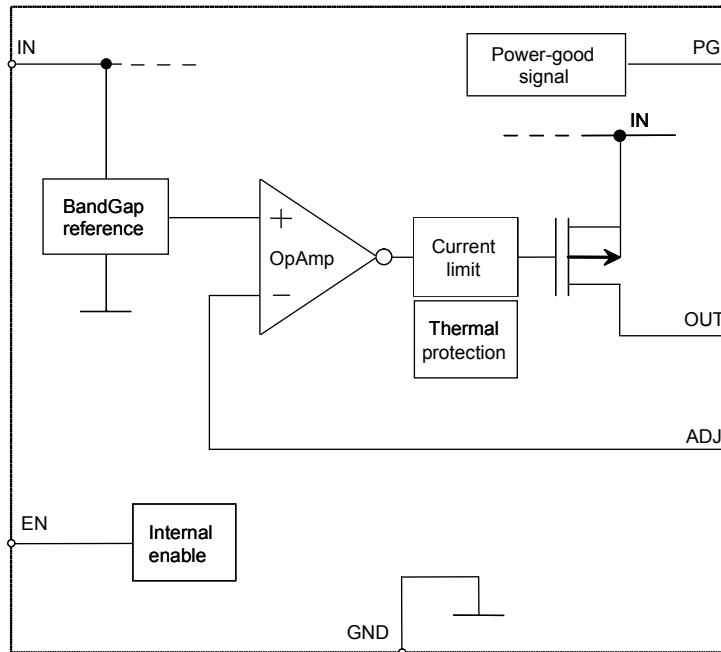 IN
Power-good
signal
PG
IN
BandGap
reference
+
OpAmp
−
Current
limit
Thermal
protection
OUT
ADJ
EN
Internal
enable
GND